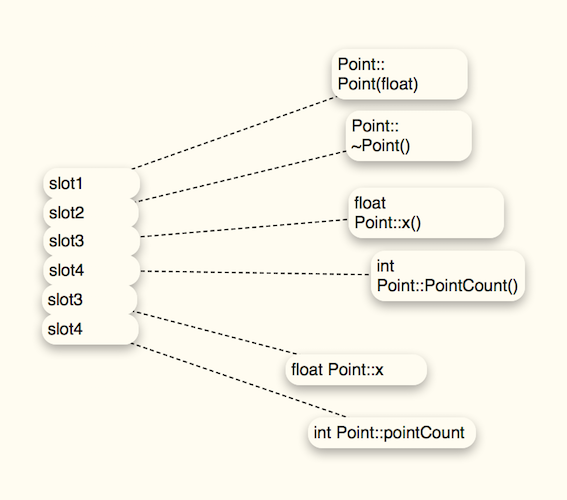 Point::
Point(float)
Point::
~Point()
slot1
slot2
float
Point::x()
slot3
slot4
int
Point::PointCount()
slot3
slot4
float Point::x
int Point::pointCount